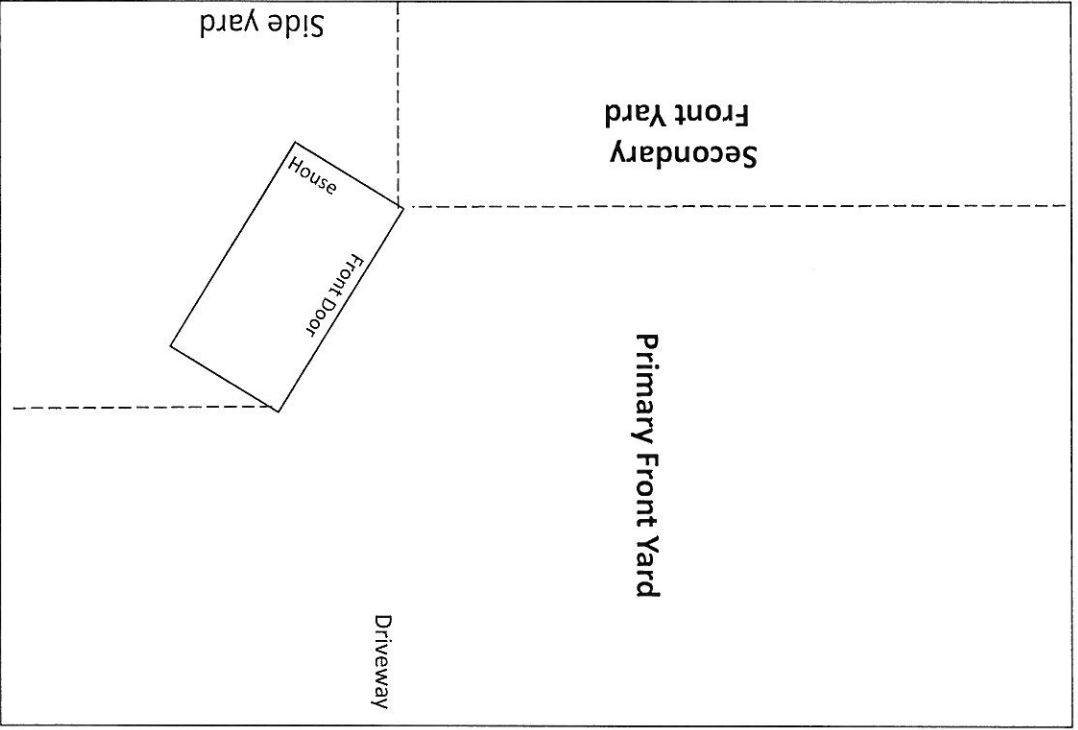 Side yard
Secondary
Front Yard
House
Front Door
Primary Front Yard
Driveway